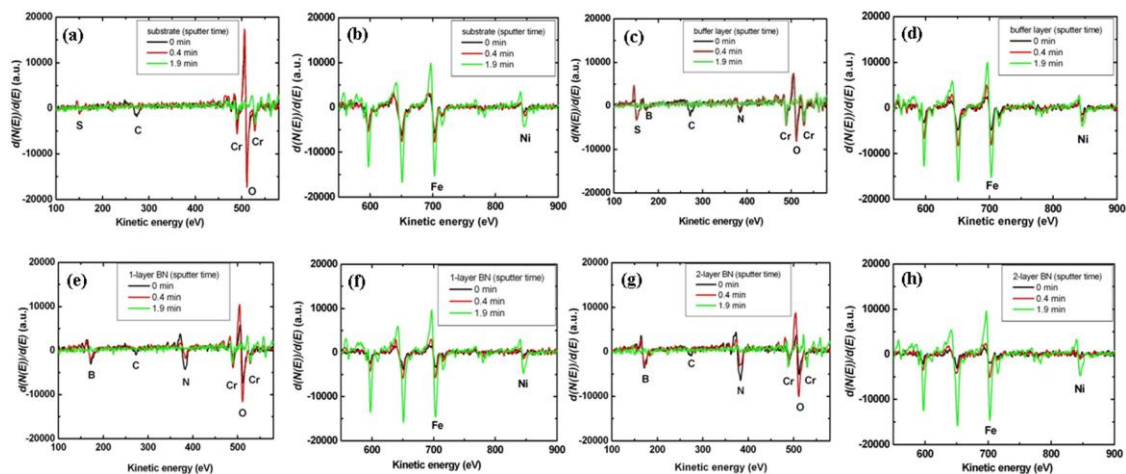 (a)
substrate (sputter time)
0 min
0.4 min
1.9 min
d(N(E))/d(E) (a.u.)
20000
10000
0
-10000
-20000
S
C
Cr
Cr
O
100 200 300 400 500
Kinetic energy (eV)
(b)
substrate (sputter time)
0 min
0.4 min
1.9 min
d(N(E))/d(E) (a.u.)
20000
10000
0
-10000
-20000
Fe
Ni
600 700 800 900
Kinetic energy (eV)
(c)
buffer layer (sputter time)
0 min
0.4 min
1.9 min
d(N(E))/d(E) (a.u.)
20000
10000
0
-10000
-20000
S
B
C
N
Cr
Cr
O
100 200 300 400 500
Kinetic energy (eV)
(d)
buffer layer (sputter time)
0 min
0.4 min
1.9 min
d(N(E))/d(E) (a.u.)
20000
10000
0
-10000
-20000
Fe
Ni
600 700 800 900
Kinetic energy (eV)
(e)
1-layer BN (sputter time)
0 min
0.4 min
1.9 min
d(N(E))/d(E) (a.u.)
20000
10000
0
-10000
-20000
B
C
N
Cr
Cr
O
100 200 300 400 500
Kinetic energy (eV)
(f)
1-layer BN (sputter time)
0 min
0.4 min
1.9 min
d(N(E))/d(E) (a.u.)
20000
10000
0
-10000
-20000
Fe
Ni
600 700 800 900
Kinetic energy (eV)
(g)
2-layer BN (sputter time)
0 min
0.4 min
1.9 min
d(N(E))/d(E) (a.u.)
20000
10000
0
-10000
-20000
B
C
N
Cr
Cr
O
100 200 300 400 500
Kinetic energy (eV)
(h)
2-layer BN (sputter time)
0 min
0.4 min
1.9 min
d(N(E))/d(E) (a.u.)
20000
10000
0
-10000
-20000
Fe
Ni
600 700 800 900
Kinetic energy (eV)